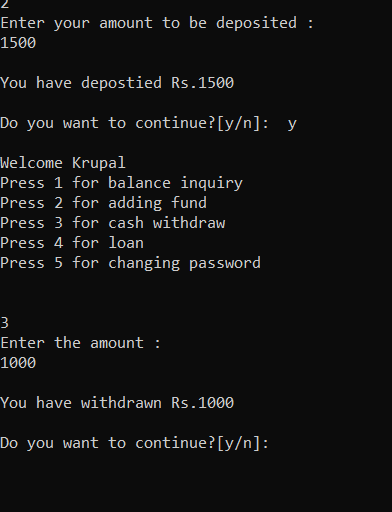 2
Enter your amount to be deposited :
1500
You have depostied Rs.1500
Do you want to continue?[y/n]:  y
Welcome Krupal
Press 1 for balance inquiry
Press 2 for adding fund
Press 3 for cash withdraw
Press 4 for loan
Press 5 for changing password
3
Enter the amount :
1000
You have withdrawn Rs.1000
Do you want to continue?[y/n]: